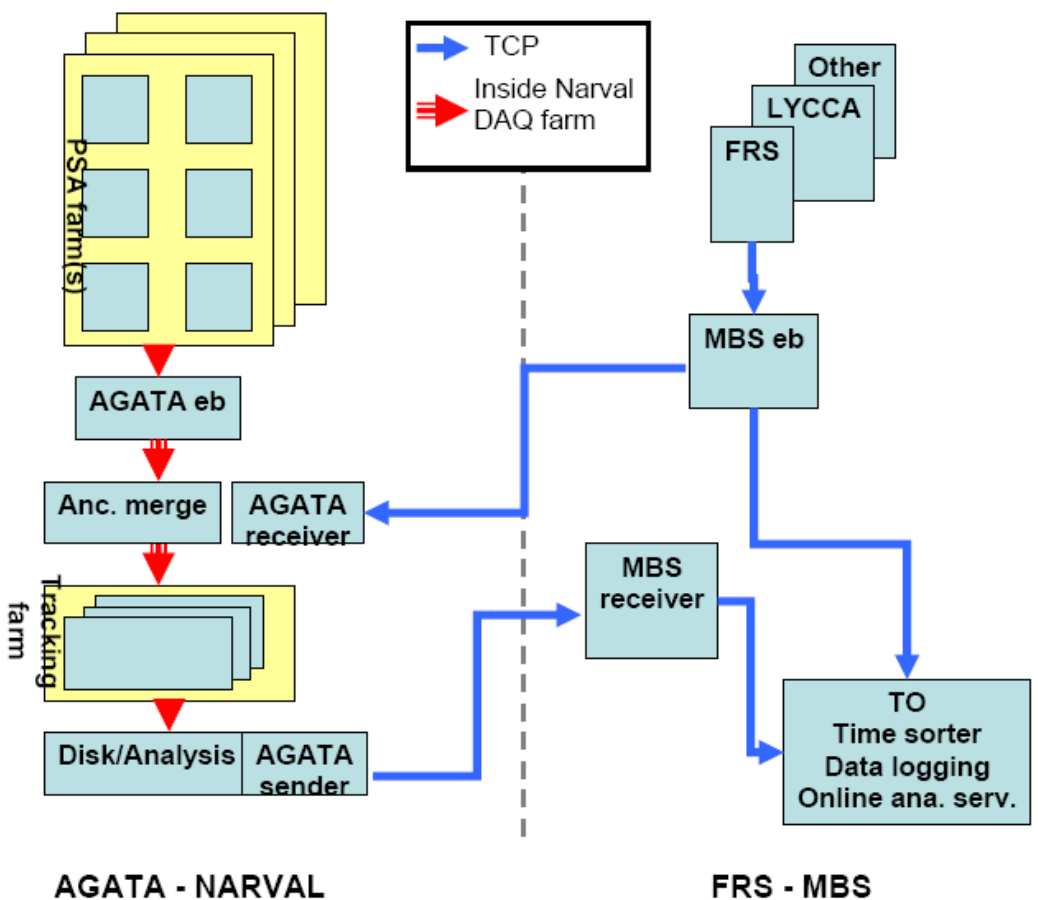 TCP
Inside Narval
DAQ farm
Other
LYCCA
FRS
PSA farm(s)
MBS eb
AGATA eb
Anc. merge
AGATA
receiver
MBS
receiver
Tracking
farm
TO
Time sorter
Data logging
Online ana. serv.
Disk/Analysis
AGATA
sender
AGATA - NARVAL
FRS - MBS